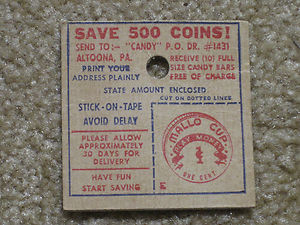 SAVE 500 COINS!
SEND TO:- "CANDY" P.O. DR. #1431
ALTOONA, PA.
RECEIVE (10) FULL
SIZE CANDY BARS
FREE OF CHARGE
PRINT YOUR
ADDRESS PLAINLY
STATE AMOUNT ENCLOSED
CUT ON DOTTED LINES
STICK-ON-TAPE
AVOID DELAY
PLEASE ALLOW
APPROXIMATELY
30 DAYS FOR
DELIVERY
HAVE FUN
START SAVING
MALLO CUP
PLAY MONEY
1
ONE CENT
E